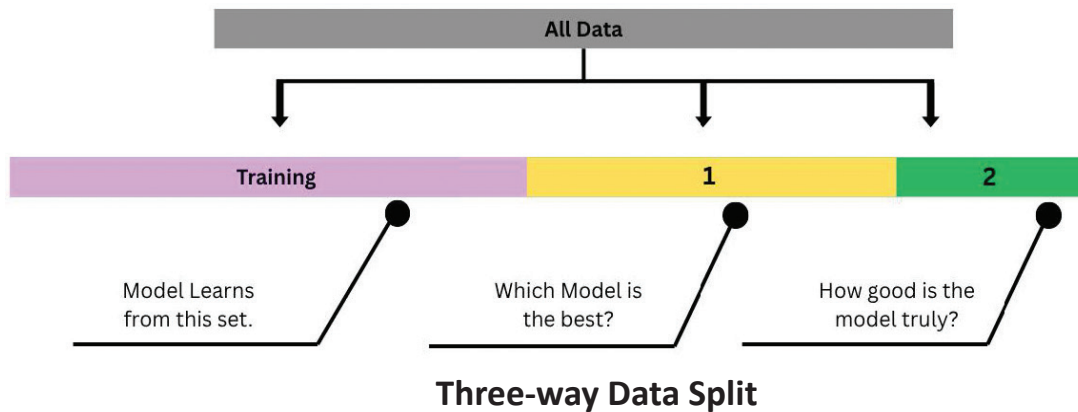 All Data
Training
1
2
Model Learns
from this set.
Which Model is
the best?
How good is the
model truly?
Three-way Data Split